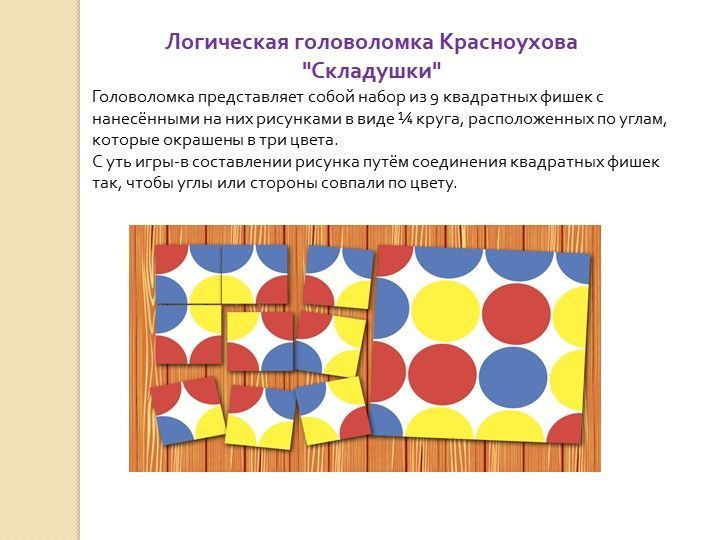 Логическая головоломка Красноухова
"Складушки"
Головоломка представляет собой набор из 9 квадратных фишек с
нанесёнными на них рисунками в виде ¼ круга, расположенных по углам,
которые окрашены в три цвета.
С уть игры-в составлении рисунка путём соединения квадратных фишек
так, чтобы углы или стороны совпали по цвету.